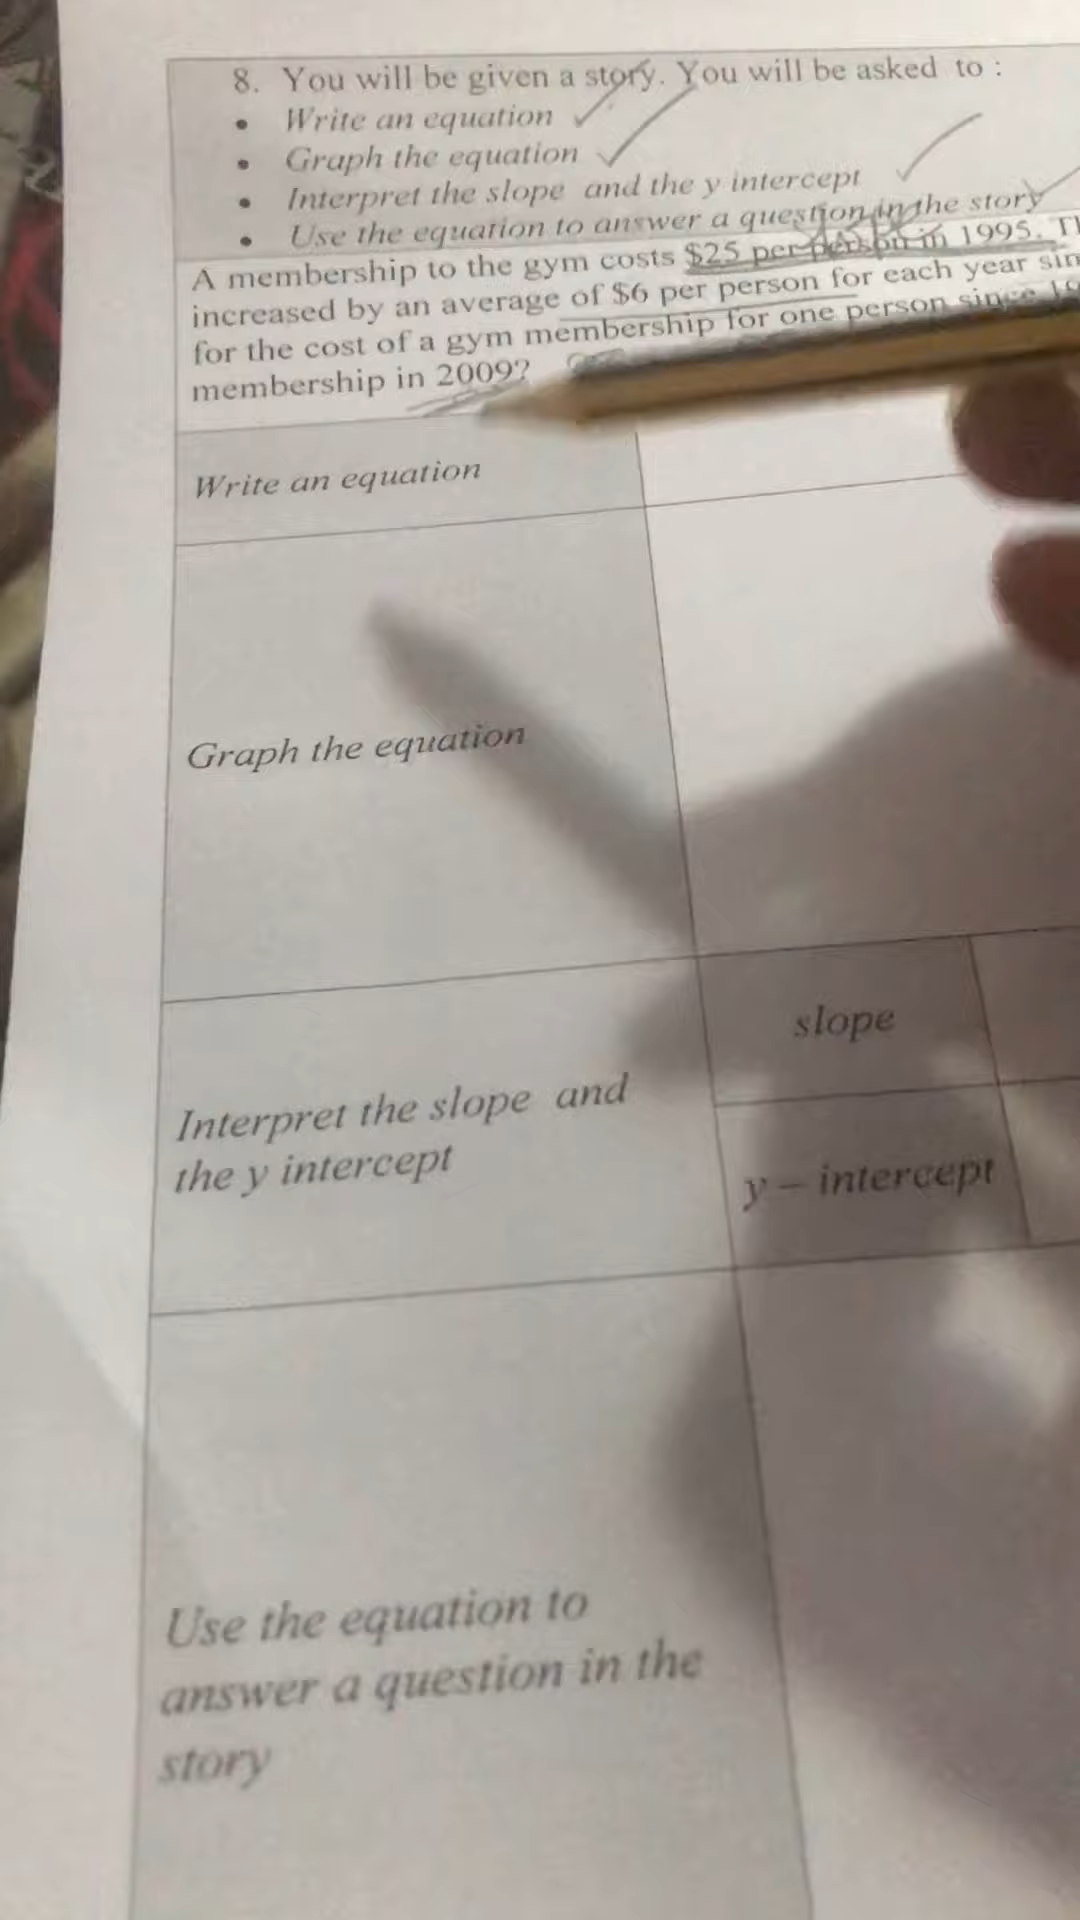 8. You will be given a story. You will be asked to :
• Write an equation
• Graph the equation
• Interpret the slope and the y intercept
• Use the equation to answer a question in the story
A membership to the gym costs $25 per person in 1995. Th
increased by an average of $6 per person for each year sin
for the cost of a gym membership for one person since 19
membership in 2009?
Write an equation
Graph the equation
Interpret the slope and
the y intercept
slope
y – intercept
Use the equation to
answer a question in the
story